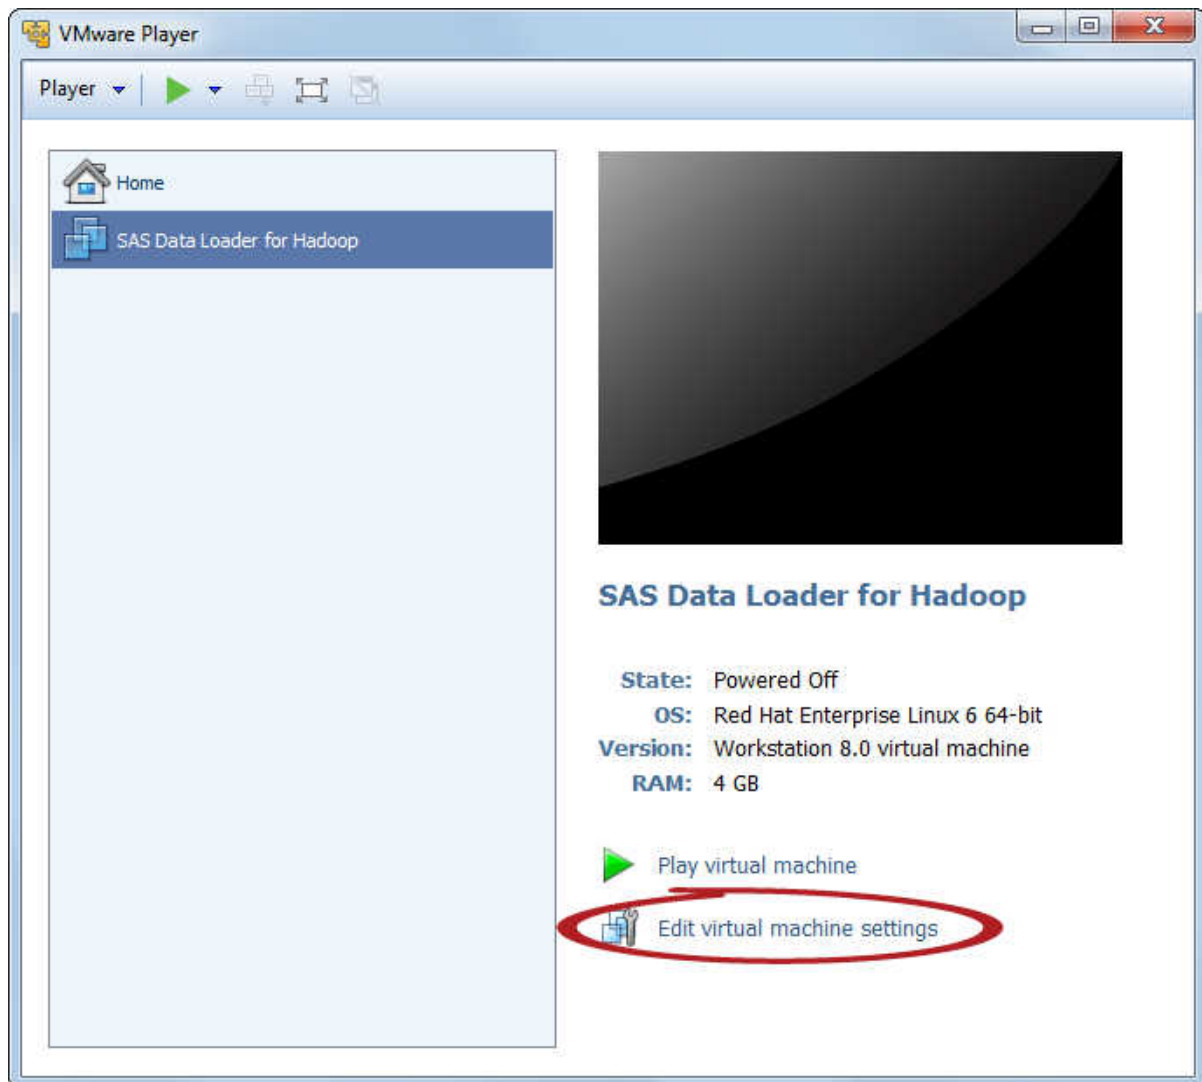 VMware Player
Player
Home
SAS Data Loader for Hadoop
SAS Data Loader for Hadoop
State: Powered Off
OS: Red Hat Enterprise Linux 6 64-bit
Version: Workstation 8.0 virtual machine
RAM: 4 GB
Play virtual machine
Edit virtual machine settings